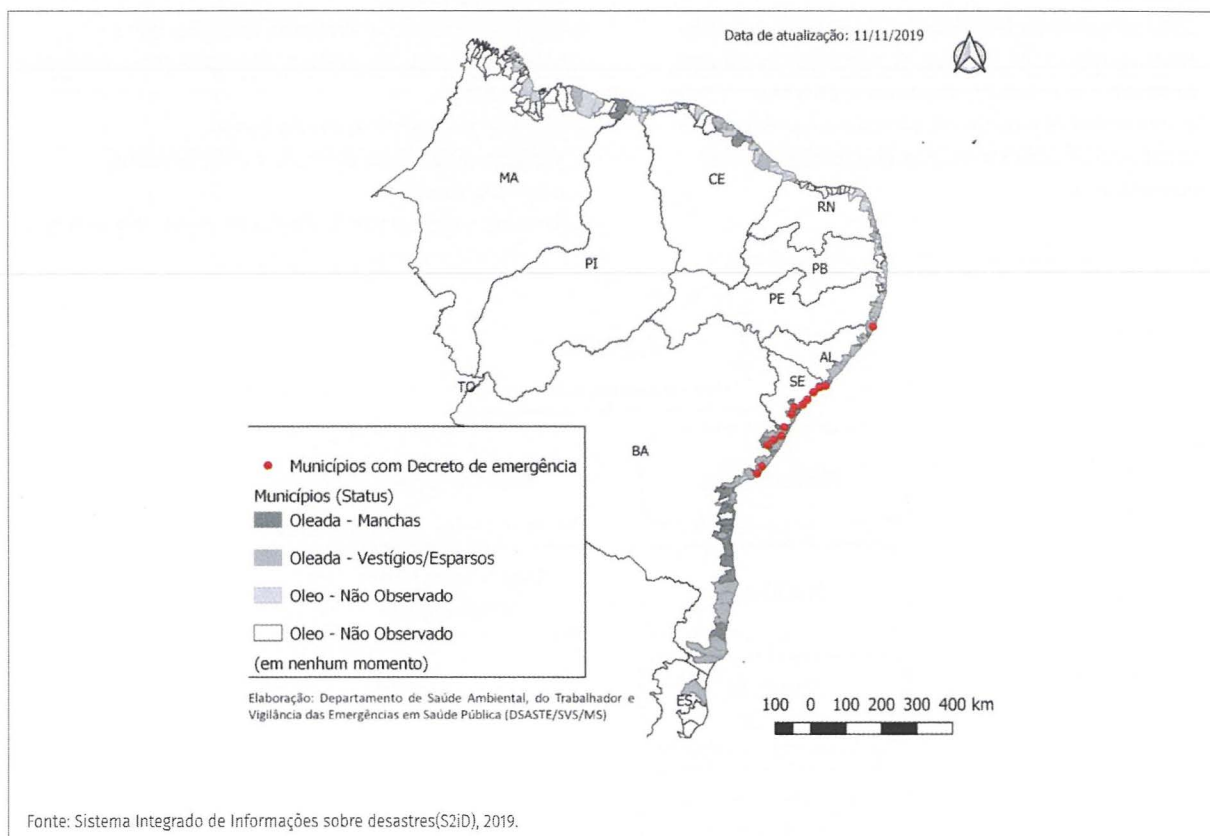 Data de atualização: 11/11/2019
MA
CE
RN
PI
PB
PE
AL
SE
TO
BA
Municípios com Decreto de emergência
Municípios (Status)
Oleada - Manchas
Oleada - Vestígios/Esparsos
Oleo - Não Observado
Oleo - Não Observado
(em nenhum momento)
Elaboração: Departamento de Saúde Ambiental, do Trabalhador e
Vigilância das Emergências em Saúde Pública (DSASTE/SVS/MS)
ES
100 0 100 200 300 400 km
Fonte: Sistema Integrado de Informações sobre desastres(S2iD), 2019.